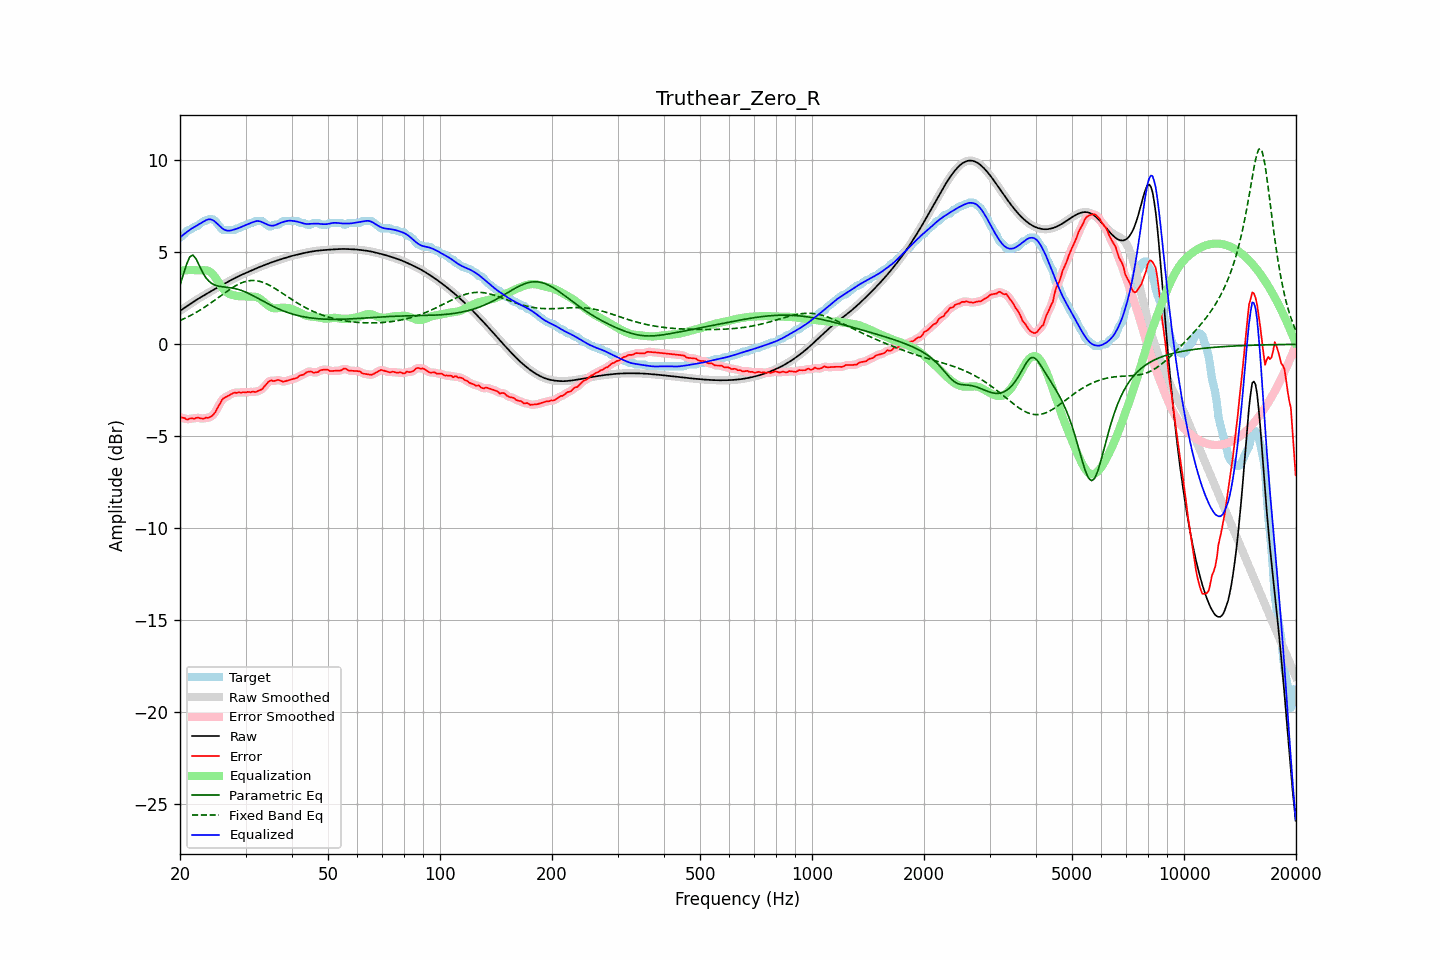 Truthear_Zero_R
Amplitude (dBr)
10
5
0
−5
−10
−15
−20
−25
Target
Raw Smoothed
Error Smoothed
Raw
Error
Equalization
Parametric Eq
Fixed Band Eq
Equalized
20 50 100 200 500 1000 2000 5000 10000 20000
Frequency (Hz)